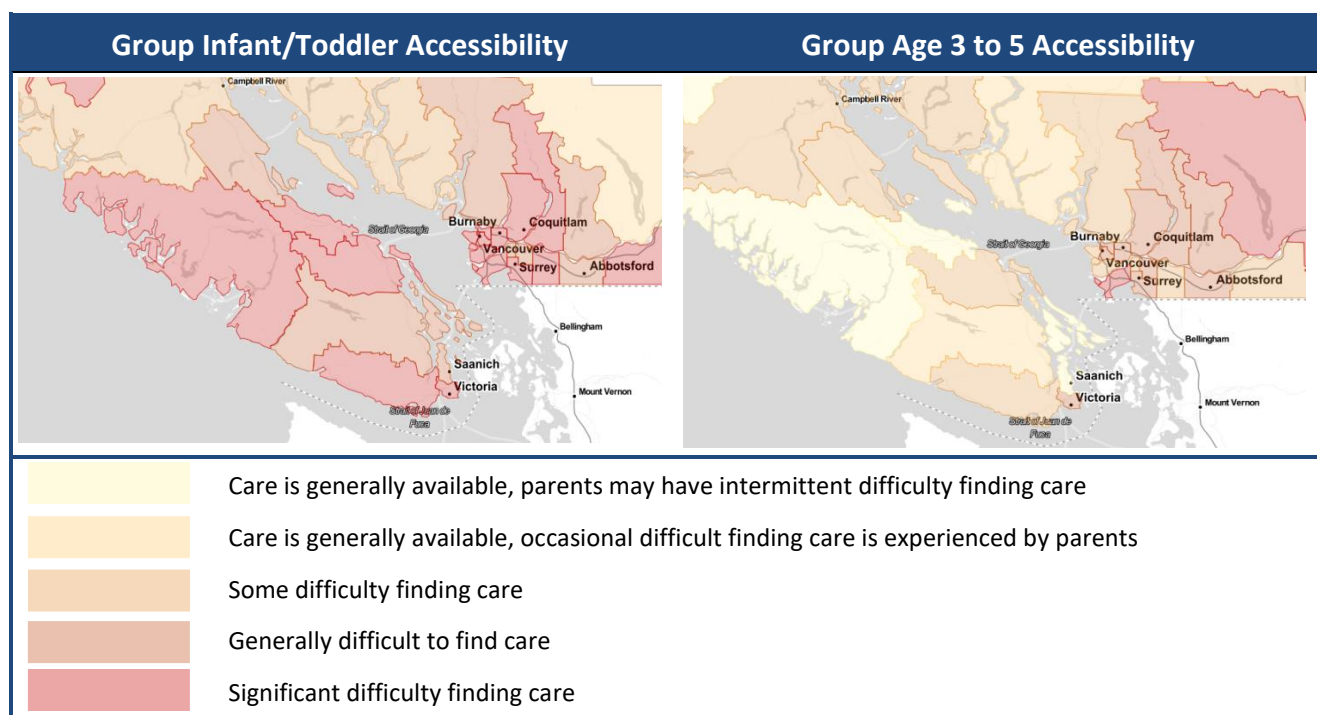 Group Infant/Toddler Accessibility
Group Age 3 to 5 Accessibility
Campbell River
Strait of Georgia
Burnaby
Coquitlam
Vancouver
Surrey
Abbotsford
Bellingham
Saanich
Victoria
Mount Vernon
Strait of Juan de
Fuca
Campbell River
Strait of Georgia
Burnaby
Coquitlam
Vancouver
Surrey
Abbotsford
Bellingham
Saanich
Victoria
Mount Vernon
Strait of Juan de
Fuca
Care is generally available, parents may have intermittent difficulty finding care
Care is generally available, occasional difficult finding care is experienced by parents
Some difficulty finding care
Generally difficult to find care
Significant difficulty finding care